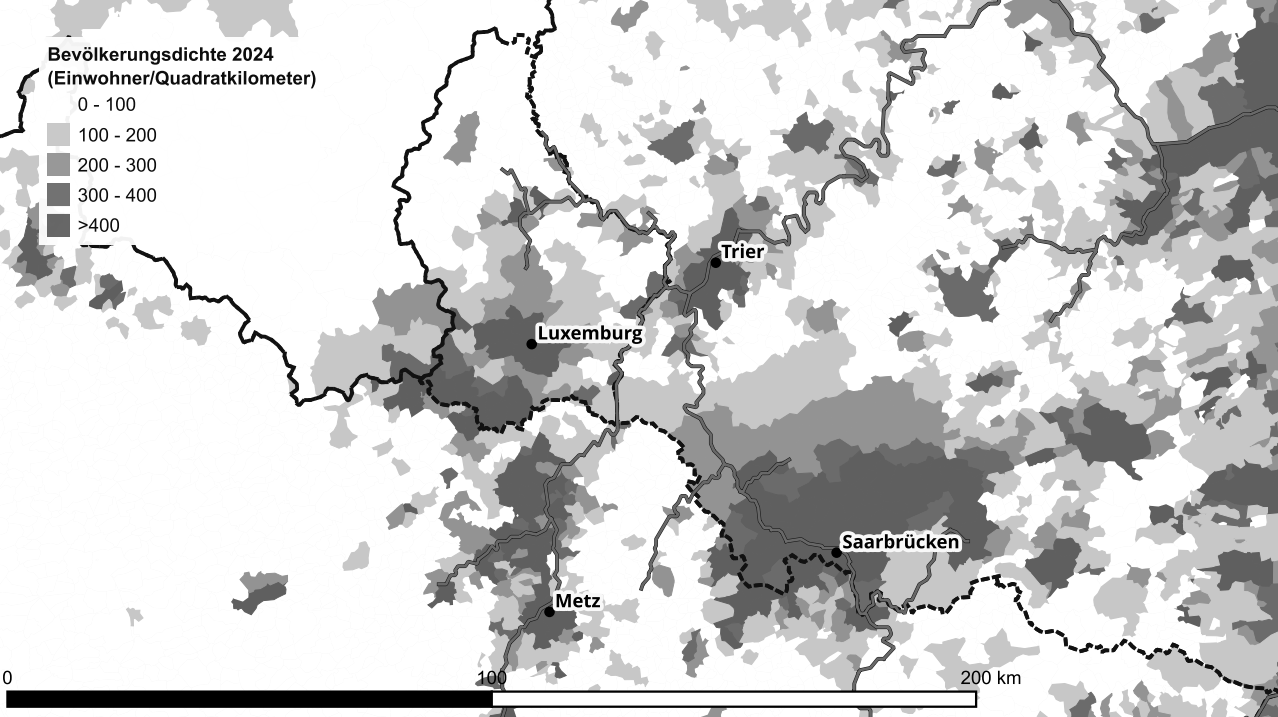 Bevölkerungsdichte 2024
(Einwohner/Quadratkilometer)
0 - 100
100 - 200
200 - 300
300 - 400
>400
Trier
Luxemburg
Saarbrücken
Metz
0 100 200 km